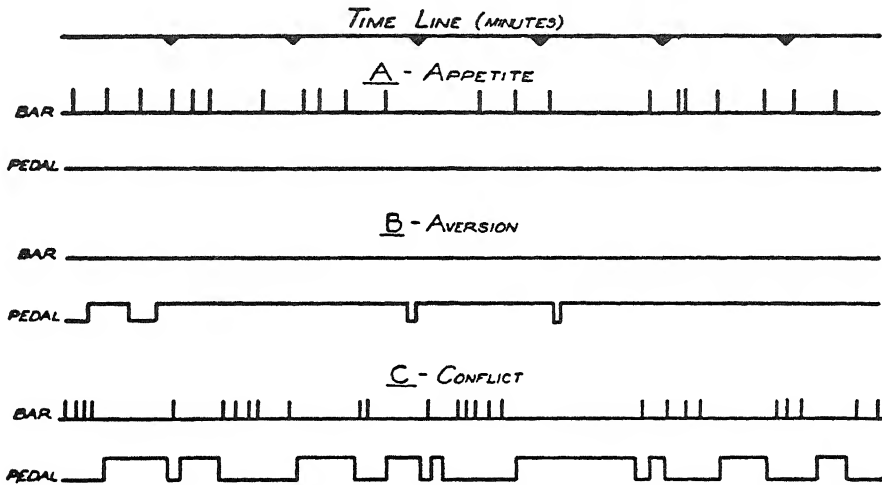 TIME LINE (MINUTES)
A - APPETITE
BAR
PEDAL
B - AVERSION
BAR
PEDAL
C - CONFLICT
BAR
PEDAL